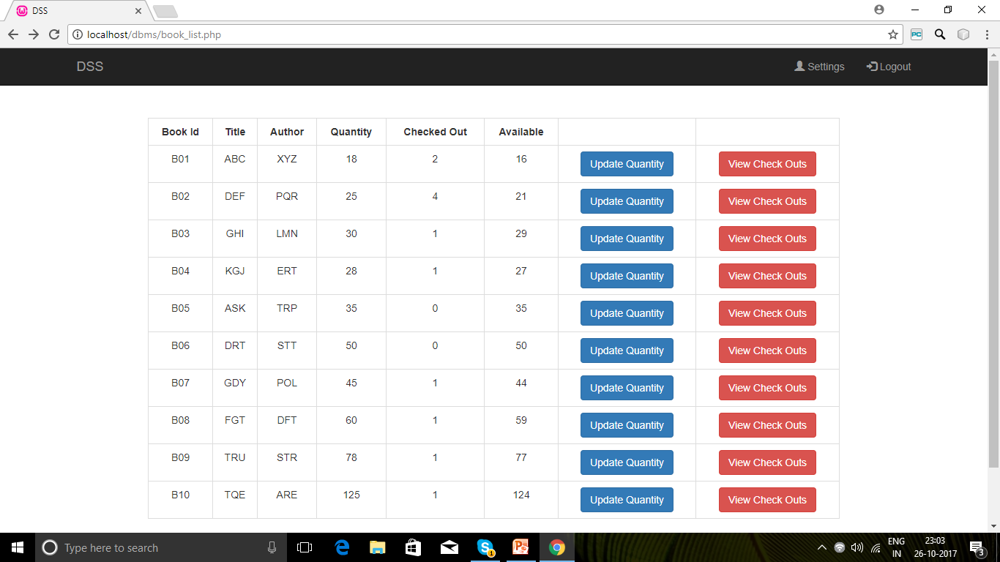 DSS
localhost/dbms/book_list.php
PC
DSS Settings Logout
Book Id Title Author Quantity Checked Out Available
B01 ABC XYZ 18 2 16 Update Quantity View Check Outs
B02 DEF PQR 25 4 21 Update Quantity View Check Outs
B03 GHI LMN 30 1 29 Update Quantity View Check Outs
B04 KGJ ERT 28 1 27 Update Quantity View Check Outs
B05 ASK TRP 35 0 35 Update Quantity View Check Outs
B06 DRT STT 50 0 50 Update Quantity View Check Outs
B07 GDY POL 45 1 44 Update Quantity View Check Outs
B08 FGT DFT 60 1 59 Update Quantity View Check Outs
B09 TRU STR 78 1 77 Update Quantity View Check Outs
B10 TQE ARE 125 1 124 Update Quantity View Check Outs
Type here to search
1
ENG
IN
23:03
26-10-2017
3